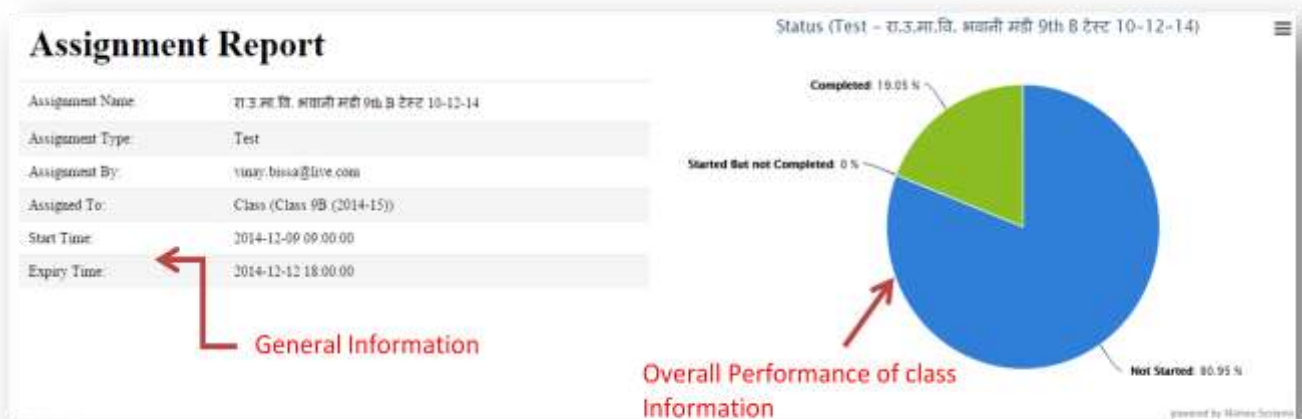 Assignment Report
Assignment Name: रा.उ.मा.वि. भवानी मंडी 9th B टेस्ट 10-12-14
Assignment Type: Test
Assignment By: vinay.bissa@live.com
Assigned To: Class (Class 9B (2014-15))
Start Time: 2014-12-09 09:00:00
Expiry Time: 2014-12-12 18:00:00
General Information
Status (Test - रा.उ.मा.वि. भवानी मंडी 9th B टेस्ट 10-12-14)
Completed: 19.05 %
Started But not Completed: 0 %
Not Started: 80.95 %
Overall Performance of class
Information
powered by